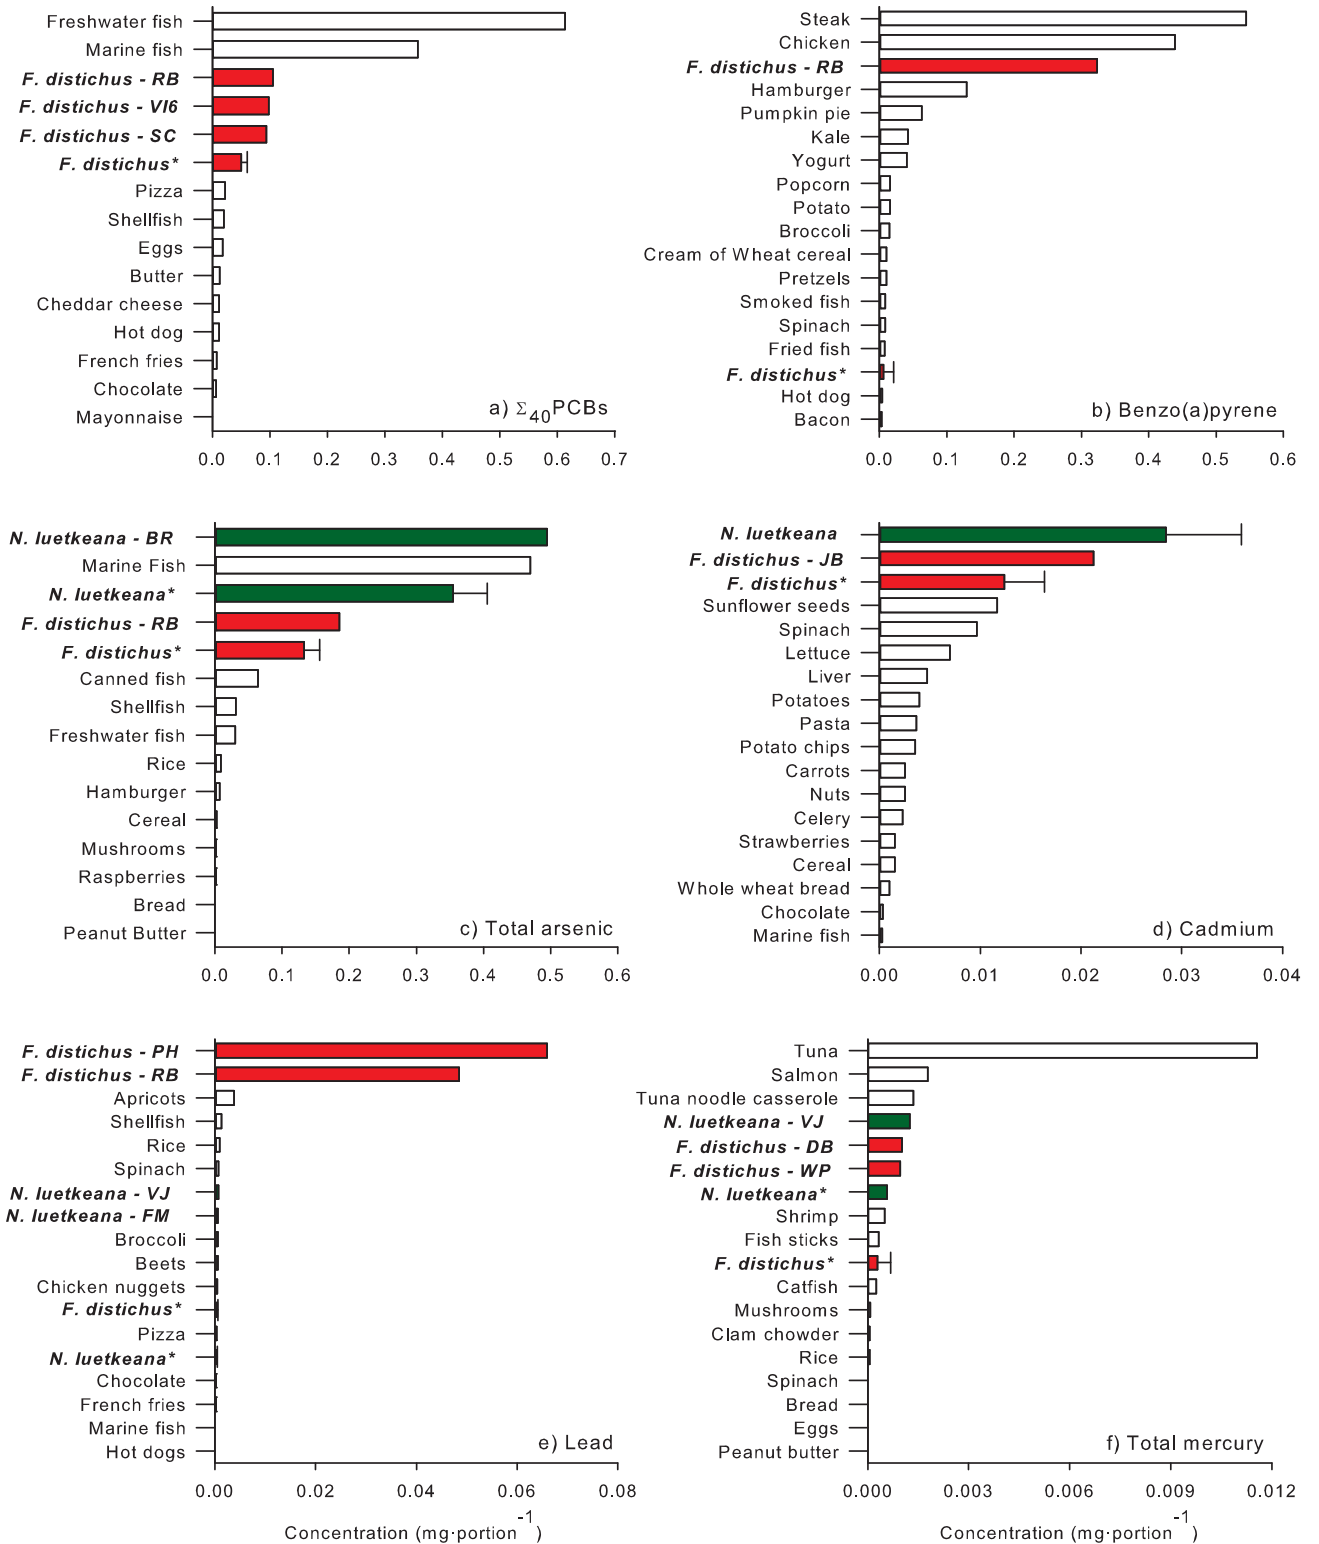 Freshwater fish
Marine fish
F. distichus - RB
F. distichus - VI6
F. distichus - SC
F. distichus*
Pizza
Shellfish
Eggs
Butter
Cheddar cheese
Hot dog
French fries
Chocolate
Mayonnaise
a) Σ40PCBs
0.0 0.1 0.2 0.3 0.4 0.5 0.6 0.7
Steak
Chicken
F. distichus - RB
Hamburger
Pumpkin pie
Kale
Yogurt
Popcorn
Potato
Broccoli
Cream of Wheat cereal
Pretzels
Smoked fish
Spinach
Fried fish
F. distichus*
Hot dog
Bacon
b) Benzo(a)pyrene
0.0 0.1 0.2 0.3 0.4 0.5 0.6
N. luetkeana - BR
Marine Fish
N. luetkeana*
F. distichus - RB
F. distichus*
Canned fish
Shellfish
Freshwater fish
Rice
Hamburger
Cereal
Mushrooms
Raspberries
Bread
Peanut Butter
c) Total arsenic
0.0 0.1 0.2 0.3 0.4 0.5 0.6
N. luetkeana
F. distichus - JB
F. distichus*
Sunflower seeds
Spinach
Lettuce
Liver
Potatoes
Pasta
Potato chips
Carrots
Nuts
Celery
Strawberries
Cereal
Whole wheat bread
Chocolate
Marine fish
d) Cadmium
0.00 0.01 0.02 0.03 0.04
F. distichus - PH
F. distichus - RB
Apricots
Shellfish
Rice
Spinach
N. luetkeana - VJ
N. luetkeana - FM
Broccoli
Beets
Chicken nuggets
F. distichus*
Pizza
N. luetkeana*
Chocolate
French fries
Marine fish
Hot dogs
e) Lead
0.00 0.02 0.04 0.06 0.08
Concentration (mg·portion-1)
Tuna
Salmon
Tuna noodle casserole
N. luetkeana - VJ
F. distichus - DB
F. distichus - WP
N. luetkeana*
Shrimp
Fish sticks
F. distichus*
Catfish
Mushrooms
Clam chowder
Rice
Spinach
Bread
Eggs
Peanut butter
f) Total mercury
0.000 0.003 0.006 0.009 0.012
Concentration (mg·portion-1)